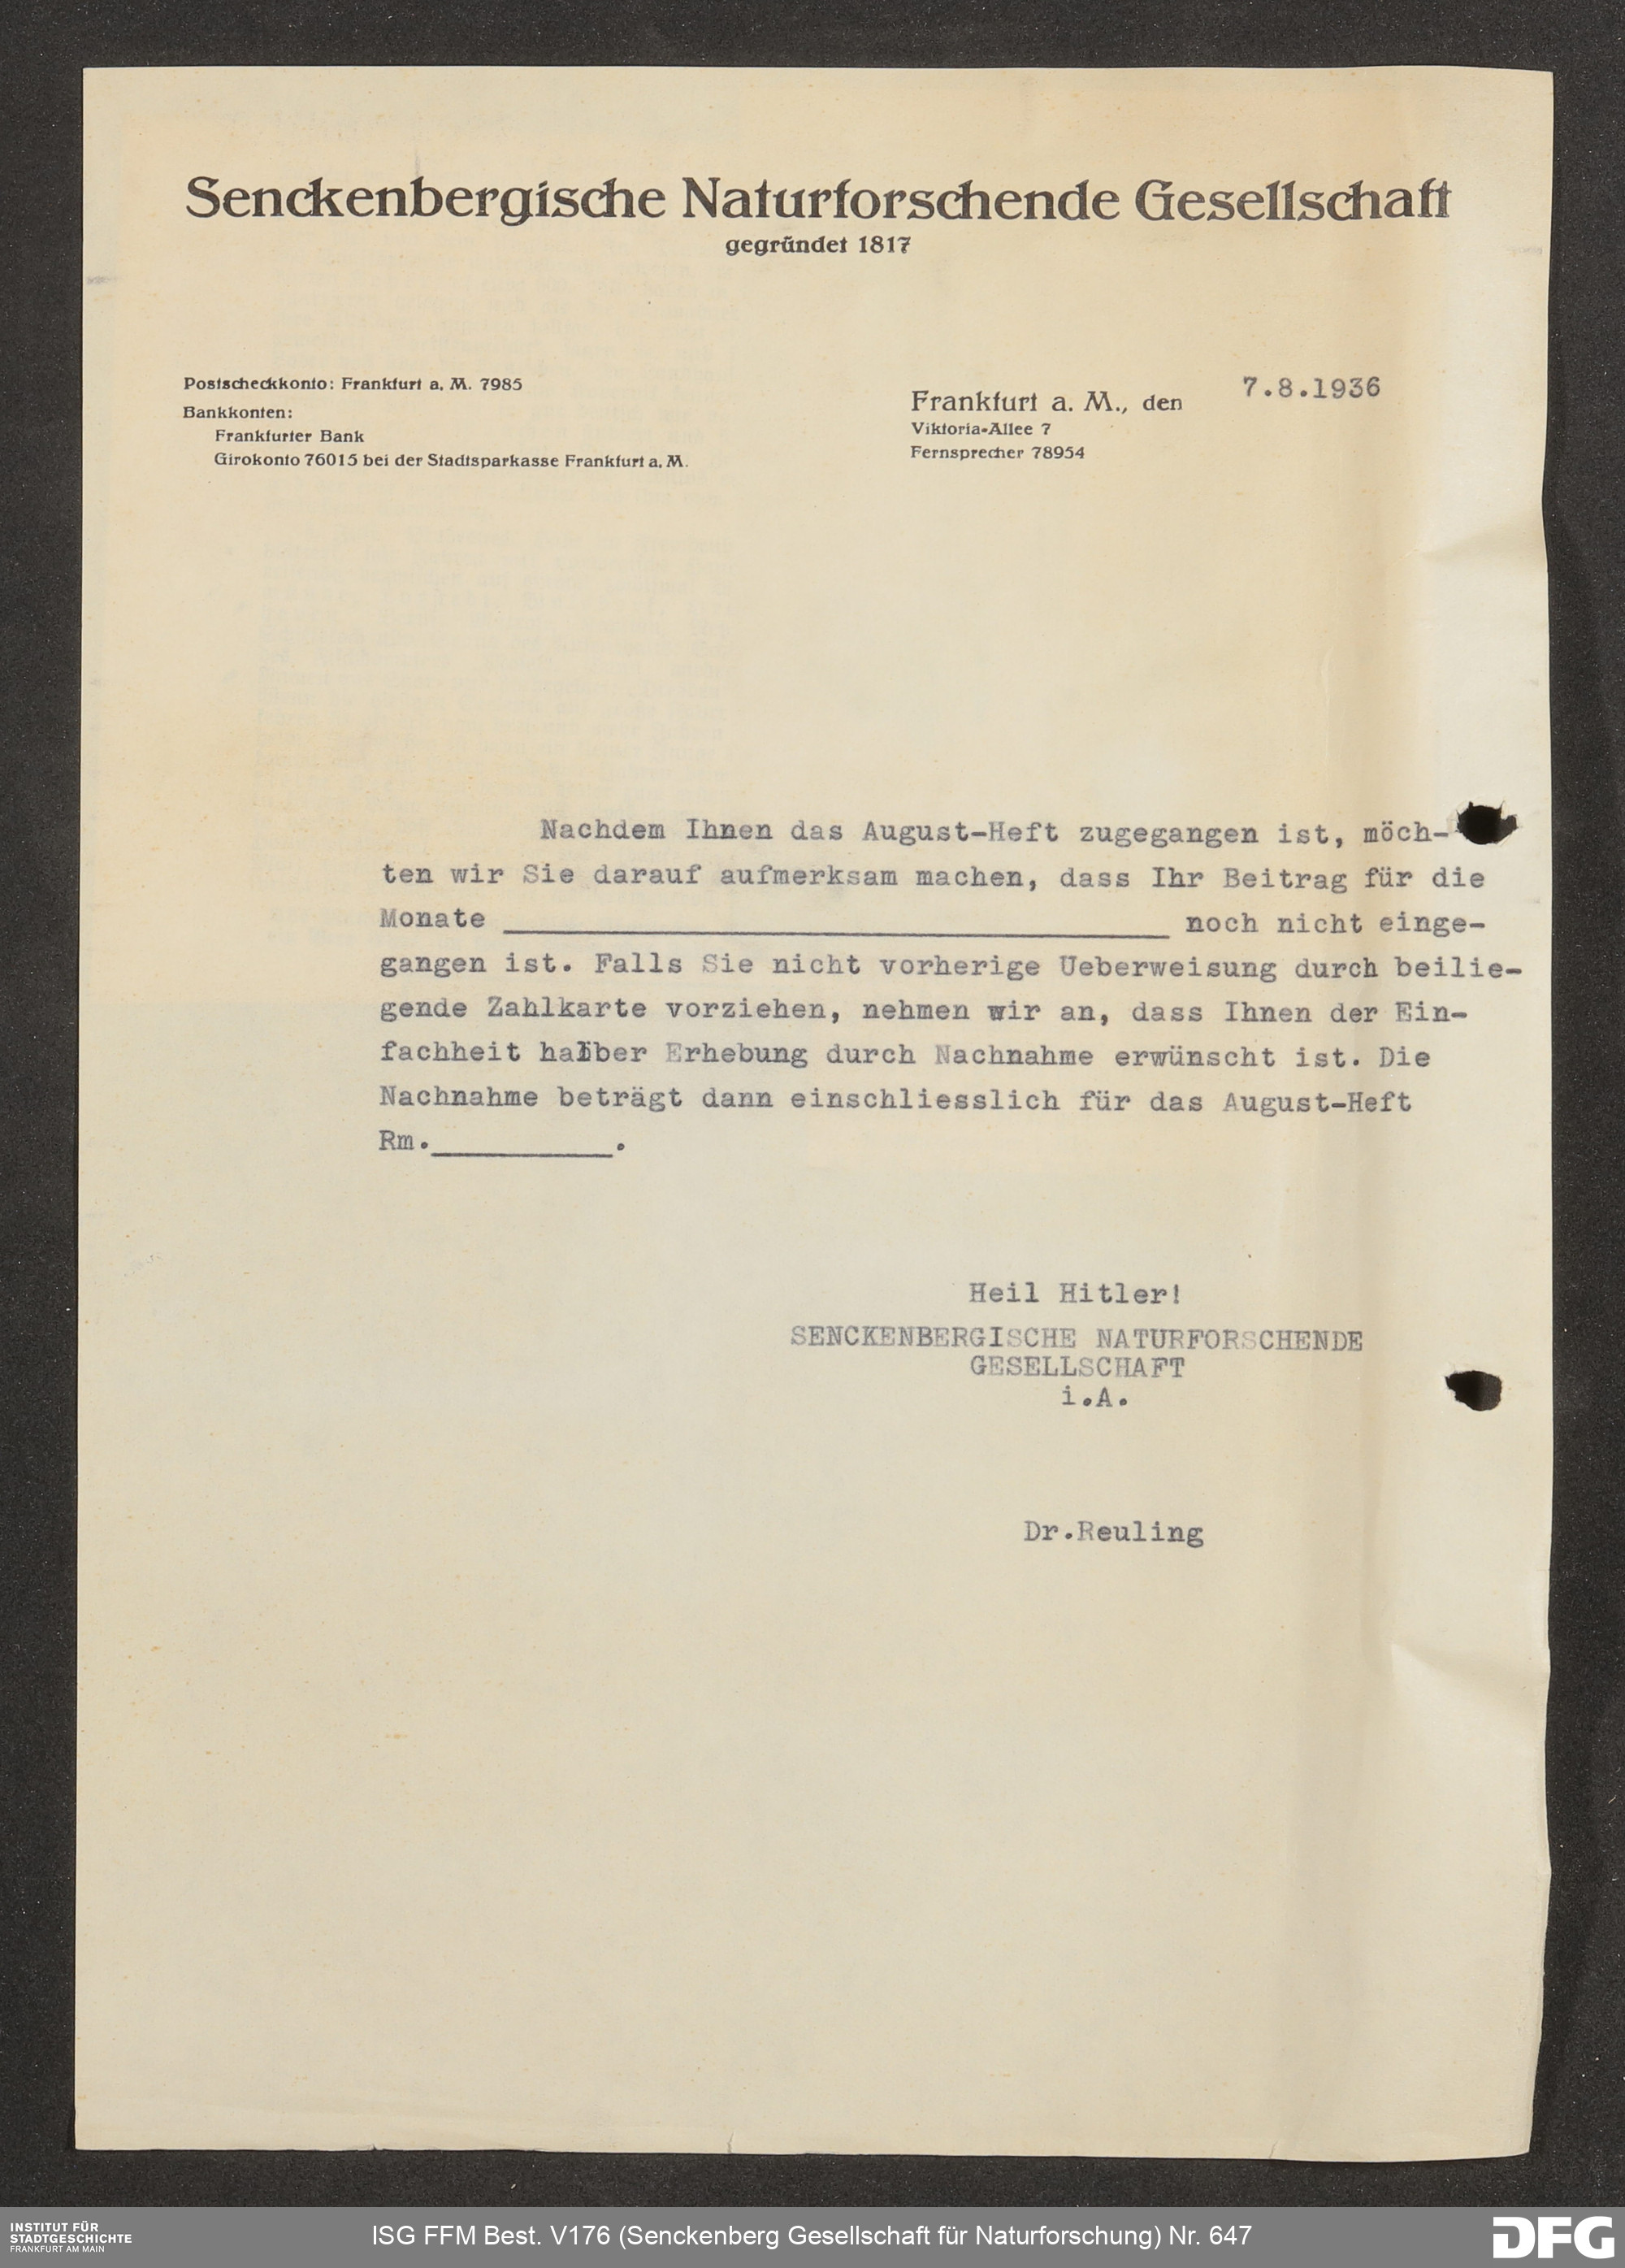 Senckenbergische Naturforschende Gesellschaft
gegründet 1817
Postscheckkonto: Frankfurt a. M. 7985
Bankkonten:
Frankfurter Bank
Girokonto 76015 bei der Stadtsparkasse Frankfurt a. M.
Frankfurt a. M., den 7.8.1936
Viktoria-Allee 7
Fernsprecher 78954
Nachdem Ihnen das August-Heft zugegangen ist, möch-
ten wir Sie darauf aufmerksam machen, dass Ihr Beitrag für die
Monate ____________________ noch nicht einge-
gangen ist. Falls Sie nicht vorherige Ueberweisung durch beilie-
gende Zahlkarte vorziehen, nehmen wir an, dass Ihnen der Ein-
fachheit halber Erhebung durch Nachnahme erwünscht ist. Die
Nachnahme beträgt dann einschliesslich für das August-Heft
Rm.__________.
Heil Hitler!
SENCKENBERGISCHE NATURFORSCHENDE
GESELLSCHAFT
i.A.
Dr.Reuling
INSTITUT FÜR
STADTGESCHICHTE
FRANKFURT AM MAIN
ISG FFM Best. V176 (Senckenberg Gesellschaft für Naturforschung) Nr. 647
DFG